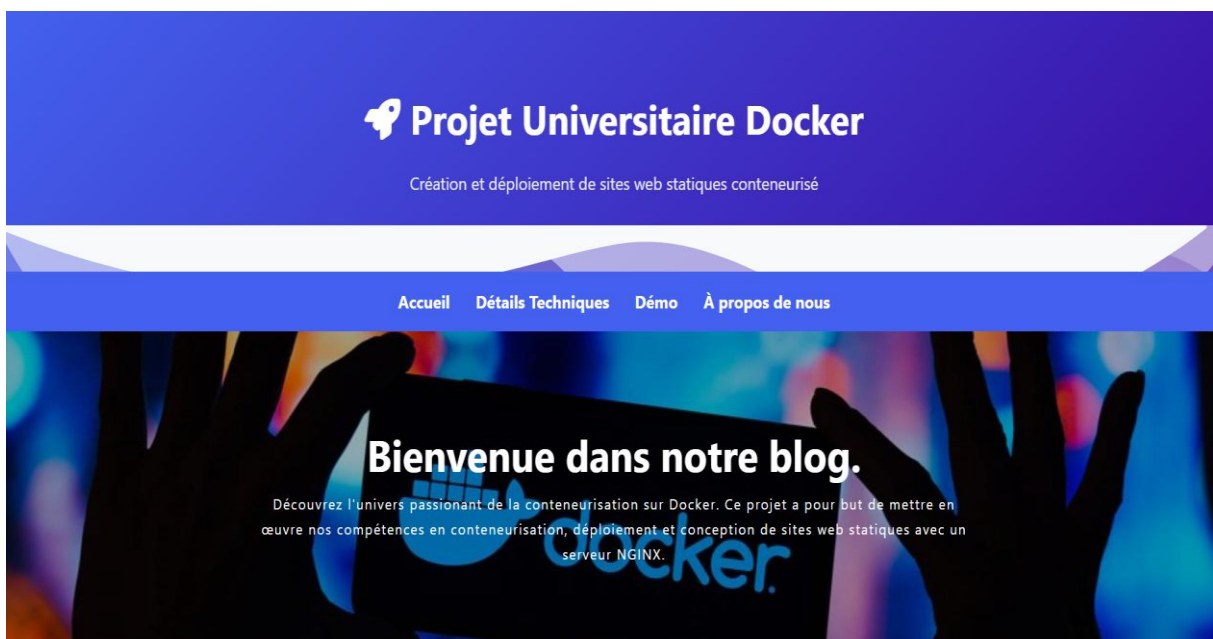 Projet Universitaire Docker
Création et déploiement de sites web statiques conteneurisé
Accueil Détails Techniques Démo À propos de nous
Bienvenue dans notre blog.
Découvrez l'univers passionant de la conteneurisation sur Docker. Ce projet a pour but de mettre en
œuvre nos compétences en conteneurisation, déploiement et conception de sites web statiques avec un
serveur NGINX.
docker.